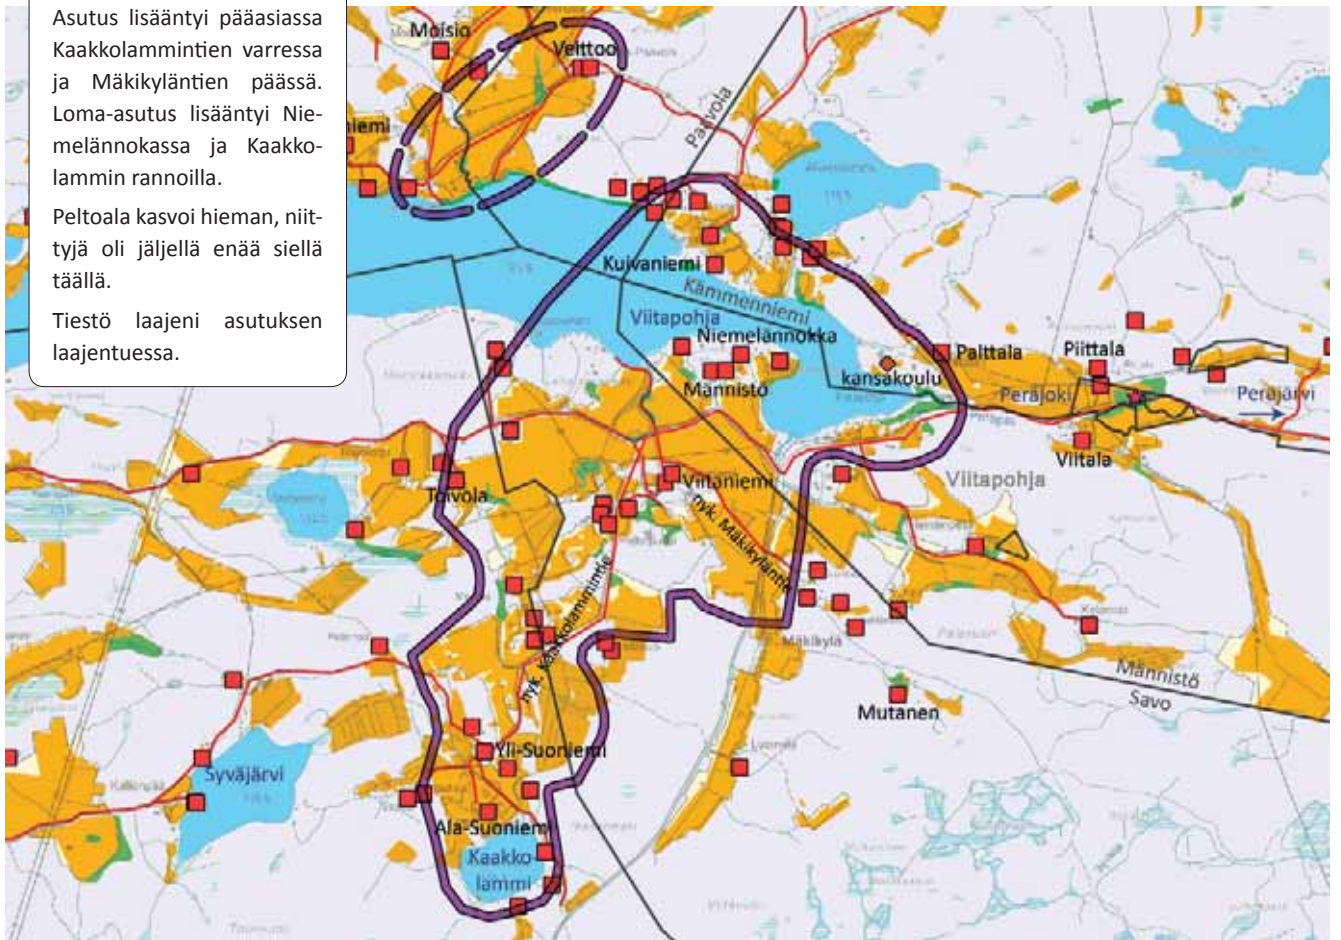 Asutus lisääntyi pääasiassa
Kaakkolammintien varressa
ja Mäkikyläntien päässä.
Loma-asutus lisääntyi Nie-
melännokassa ja Kaakko-
lammin rannoilla.
Peltoala kasvoi hieman, niit-
tyjä oli jäljellä enää siellä
täällä.
Tiestö laajeni asutuksen
laajentuessa.
Moisio
Veittoo
niemi
Paavola
Kuivaniemi
Kämmenniemi
Viitapohja
Niemelännokka
Männistö
kansakoulu
Palttala
Piittala
Peräjoki
Peräjärvi
Viitala
Viitapohja
Toivola
Viitaniemi
nyk. Mäkikyläntie
nyk. Kaakkolammintie
Mäkikylä
Männistö
Savo
Mutanen
Syväjärvi
Yli-Suoniemi
Ala-Suoniemi
Kaakko
lammi